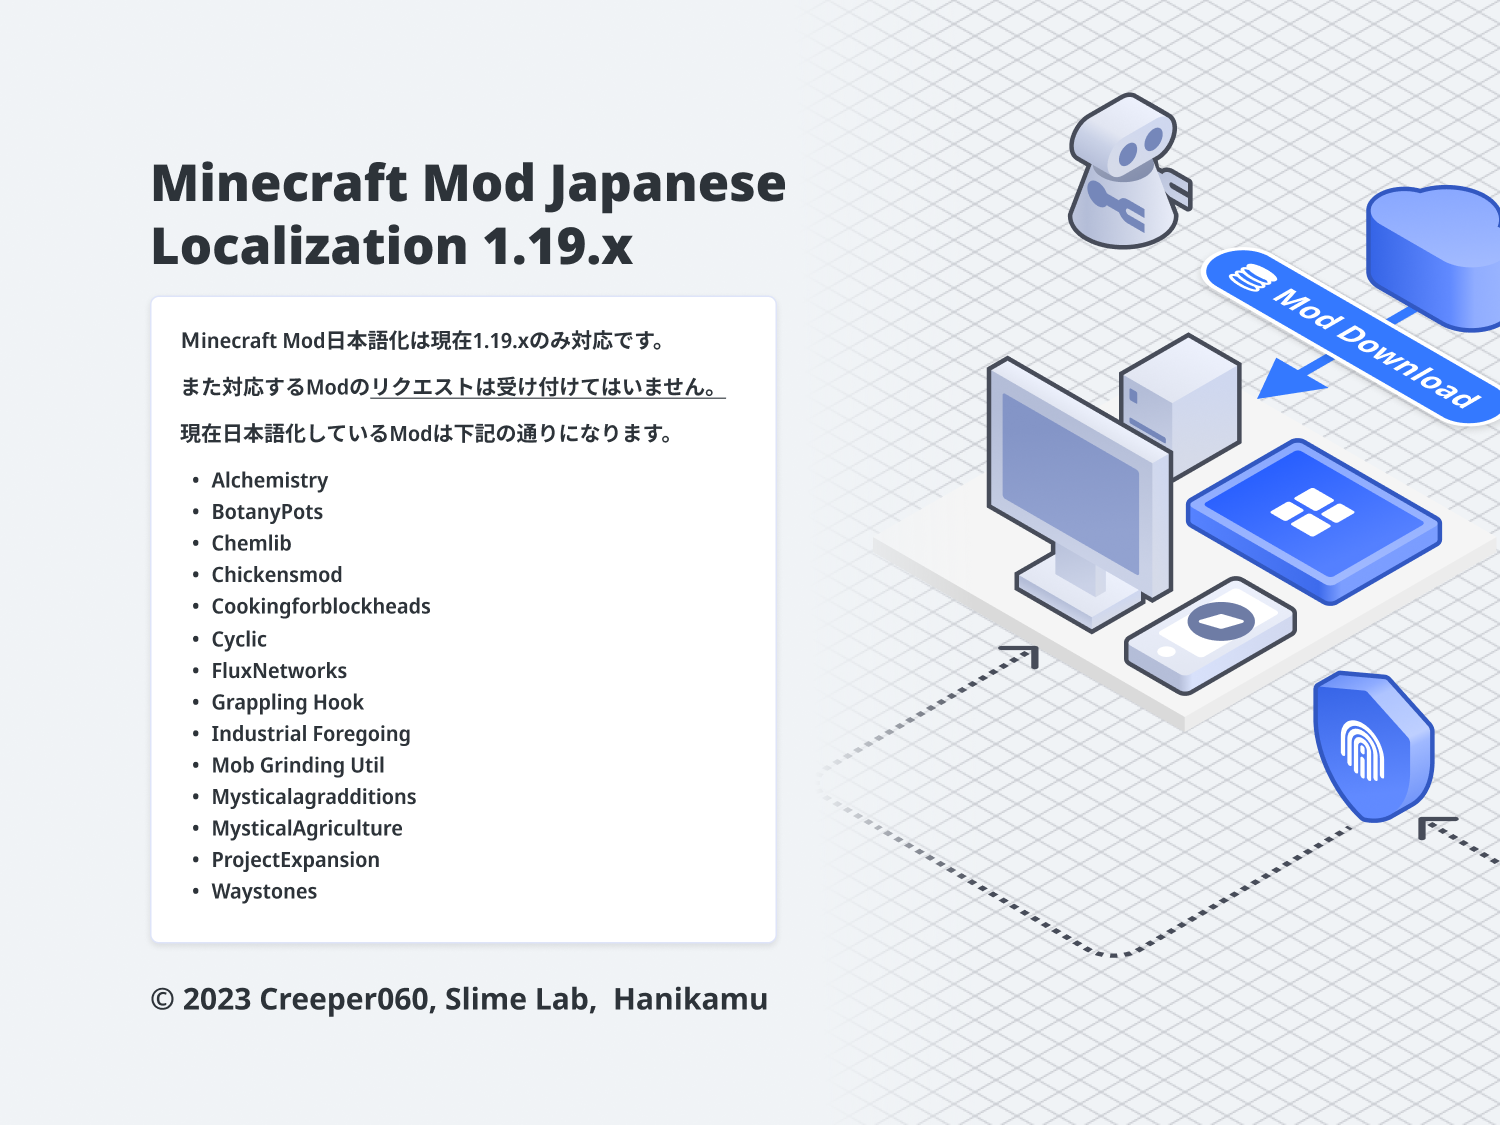 Minecraft Mod Japanese
Localization 1.19.x
Minecraft Mod日本語化は現在1.19.xのみ対応です。
また対応するModのリクエストは受け付けてはいません。
現在日本語化しているModは下記の通りになります。
• Alchemistry
• BotanyPots
• Chemlib
• Chickensmod
• Cookingforblockheads
• Cyclic
• FluxNetworks
• Grappling Hook
• Industrial Foregoing
• Mob Grinding Util
• Mysticalagradditions
• MysticalAgriculture
• ProjectExpansion
• Waystones
© 2023 Creeper060, Slime Lab,  Hanikamu
Mod Download